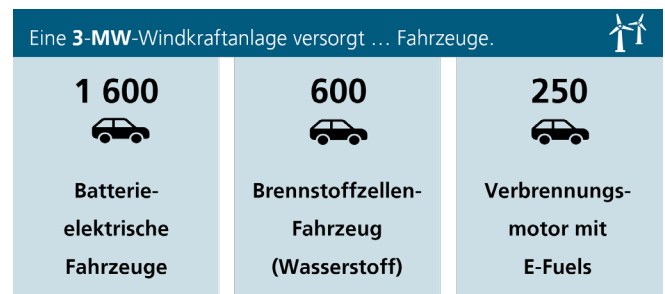 Eine 3-MW-Windkraftanlage versorgt … Fahrzeuge.
1 600
Batterie-
elektrische
Fahrzeuge
600
Brennstoffzellen-
Fahrzeug
(Wasserstoff)
250
Verbrennungs-
motor mit
E-Fuels